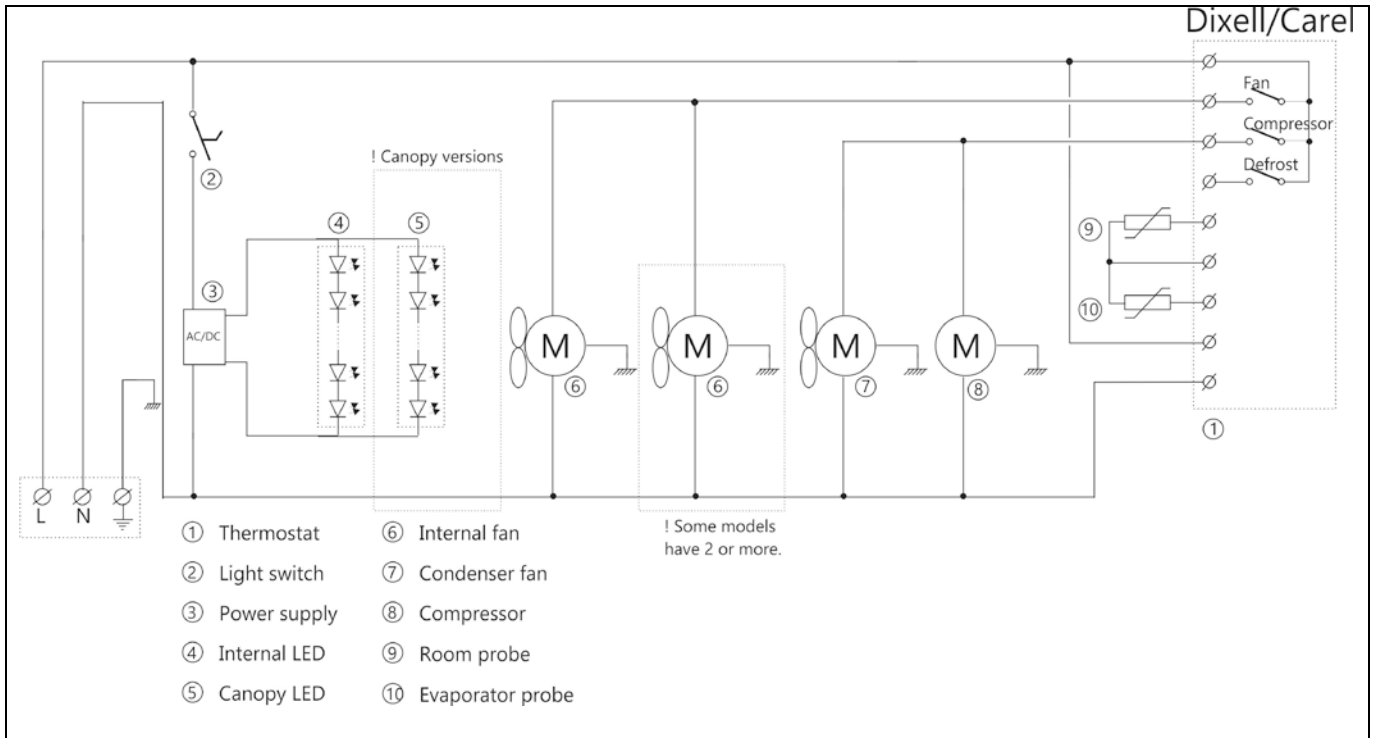 Dixell/Carel
Fan
Compressor
Defrost
! Canopy versions
②
④
⑤
③
AC/DC
⑨
⑩
M
⑥
M
⑥
M
⑦
M
⑧
①
L
N
! Some models
have 2 or more.
① Thermostat
② Light switch
③ Power supply
④ Internal LED
⑤ Canopy LED
⑥ Internal fan
⑦ Condenser fan
⑧ Compressor
⑨ Room probe
⑩ Evaporator probe